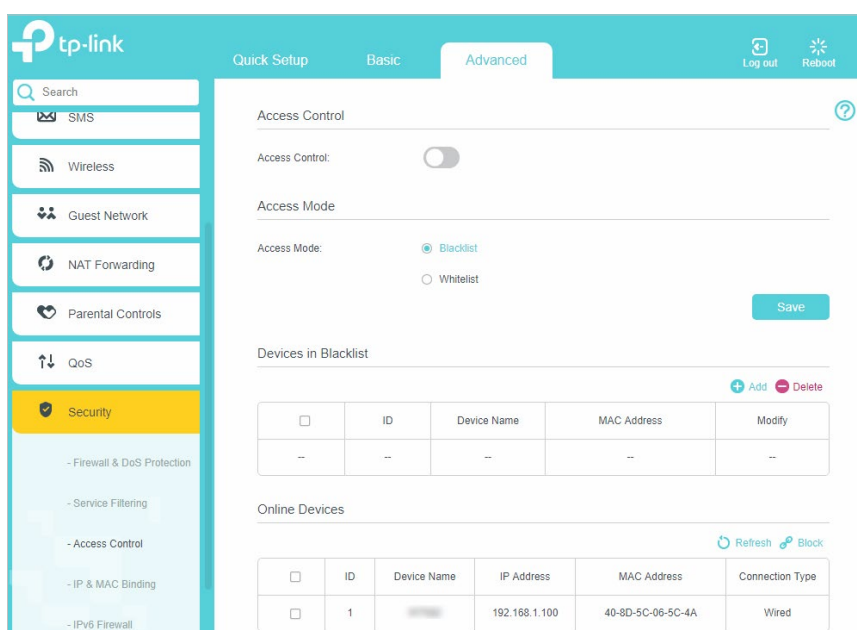 tp-link
Quick Setup Basic Advanced Log out Reboot
Search
SMS
Wireless
Guest Network
NAT Forwarding
Parental Controls
QoS
Security
- Firewall & DoS Protection
- Service Filtering
- Access Control
- IP & MAC Binding
- IPv6 Firewall
?
Access Control
Access Control:
Access Mode
Access Mode: Blacklist
Whitelist
Save
Devices in Blacklist
Add Delete
ID Device Name MAC Address Modify
-- -- -- -- --
Online Devices
Refresh Block
ID Device Name IP Address MAC Address Connection Type
1 192.168.1.100 40-8D-5C-06-5C-4A Wired